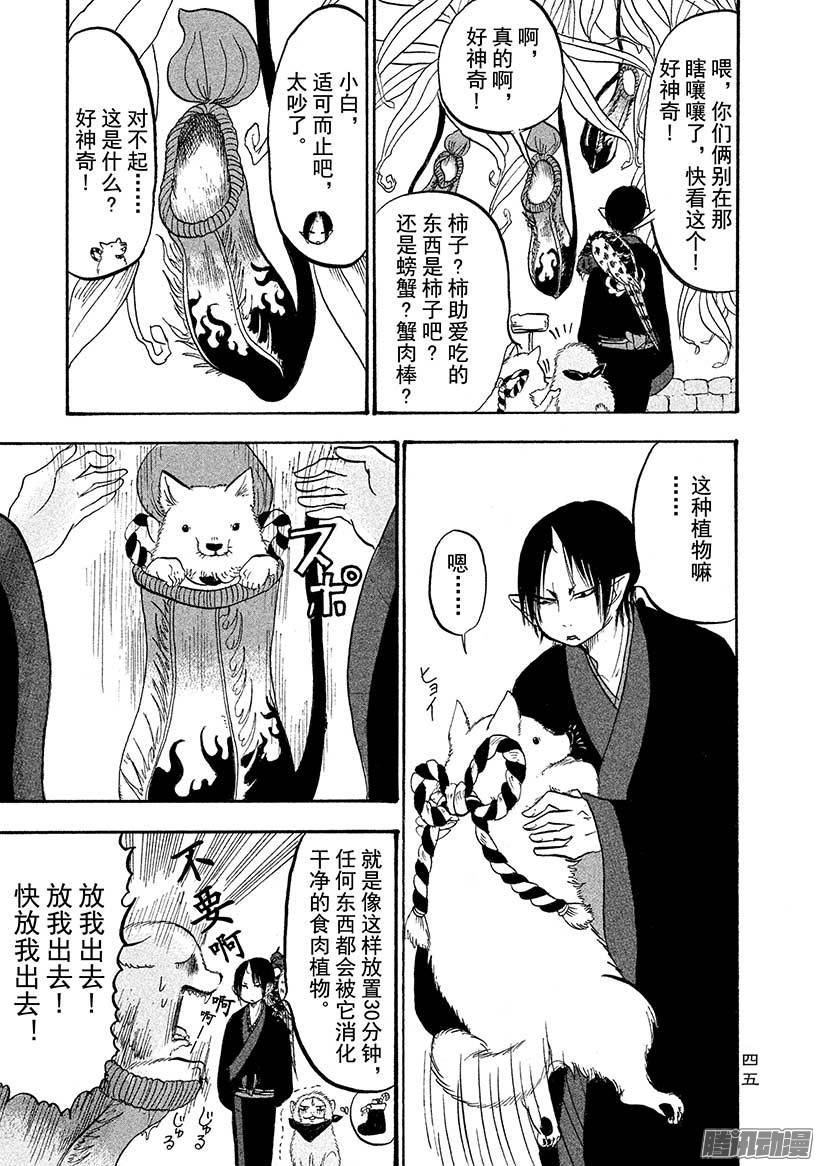 喂，你们俩别在那
瞎嚷嚷了，快看这个！
好神奇！
啊，
真的啊，
好神奇！
柿子？柿助爱吃的
东西是柿子吧？
还是螃蟹？蟹肉棒？
小白，
适可而止吧，
太吵了。
对不起……
这是什么？
好神奇！
这种植物嘛
……
嗯……
ヒョイ
スポ
就是像这样放置30分钟，
任何东西都会被它消化
干净的食肉植物。
不要啊
啊
啊
放我出去！
放我出去！
快放我出去！
じゅる
じゅる
四五
腾讯动漫